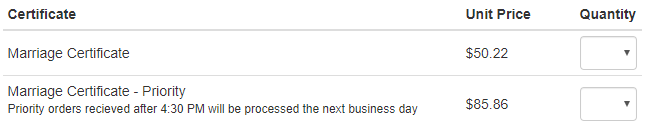 Certificate Unit Price Quantity
Marriage Certificate $50.22
Marriage Certificate - Priority
Priority orders recieved after 4:30 PM will be processed the next business day $85.86